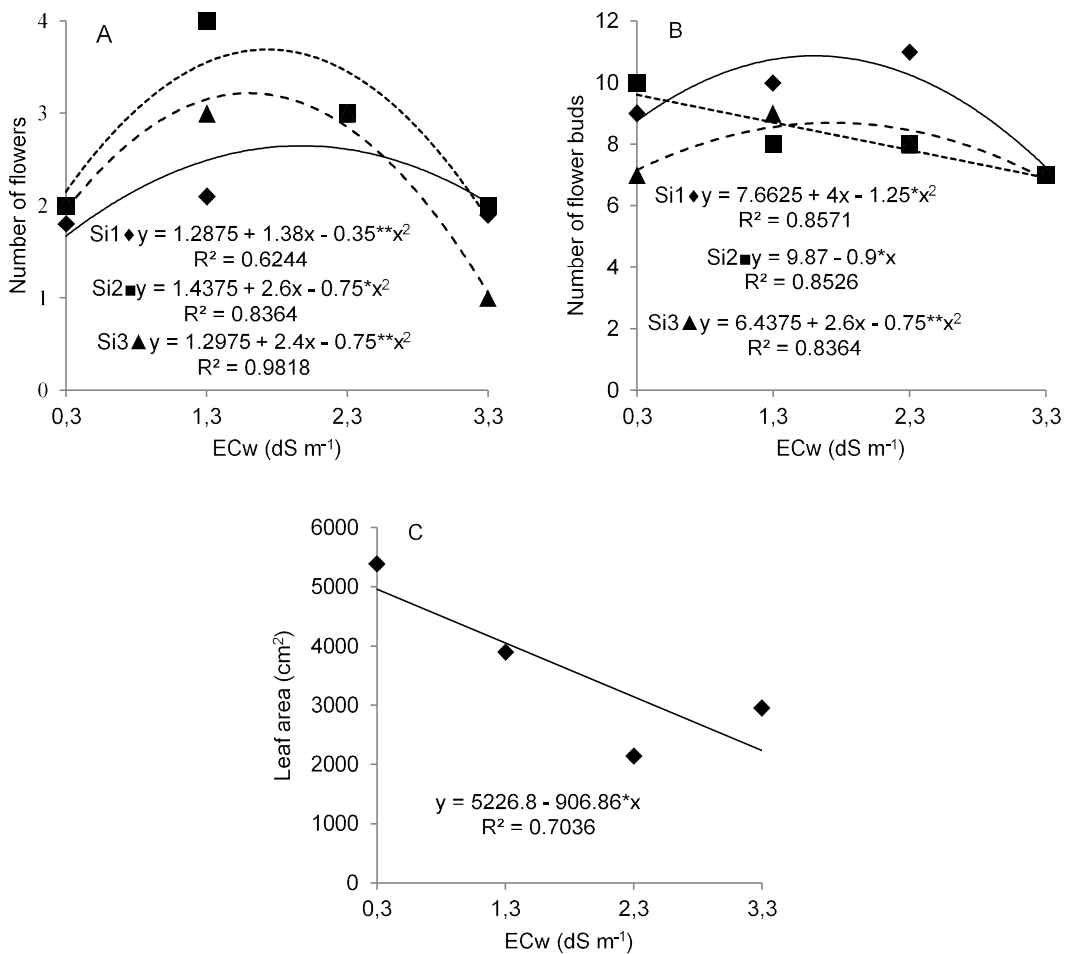 A
Number of flowers
4
3
2
1
0
Si1♦y = 1.2875 + 1.38x - 0.35**x²
R² = 0.6244
Si2■y = 1.4375 + 2.6x - 0.75*x²
R² = 0.8364
Si3▲y = 1.2975 + 2.4x - 0.75**x²
R² = 0.9818
0,3 1,3 2,3 3,3
ECw (dS m⁻¹)
B
Number of flower buds
12
10
8
6
4
2
0
Si1♦y = 7.6625 + 4x - 1.25*x²
R² = 0.8571
Si2■y = 9.87 - 0.9*x
R² = 0.8526
Si3▲y = 6.4375 + 2.6x - 0.75**x²
R² = 0.8364
0,3 1,3 2,3 3,3
ECw (dS m⁻¹)
C
Leaf area (cm²)
6000
5000
4000
3000
2000
1000
0
y = 5226.8 - 906.86*x
R² = 0.7036
0,3 1,3 2,3 3,3
ECw (dS m⁻¹)